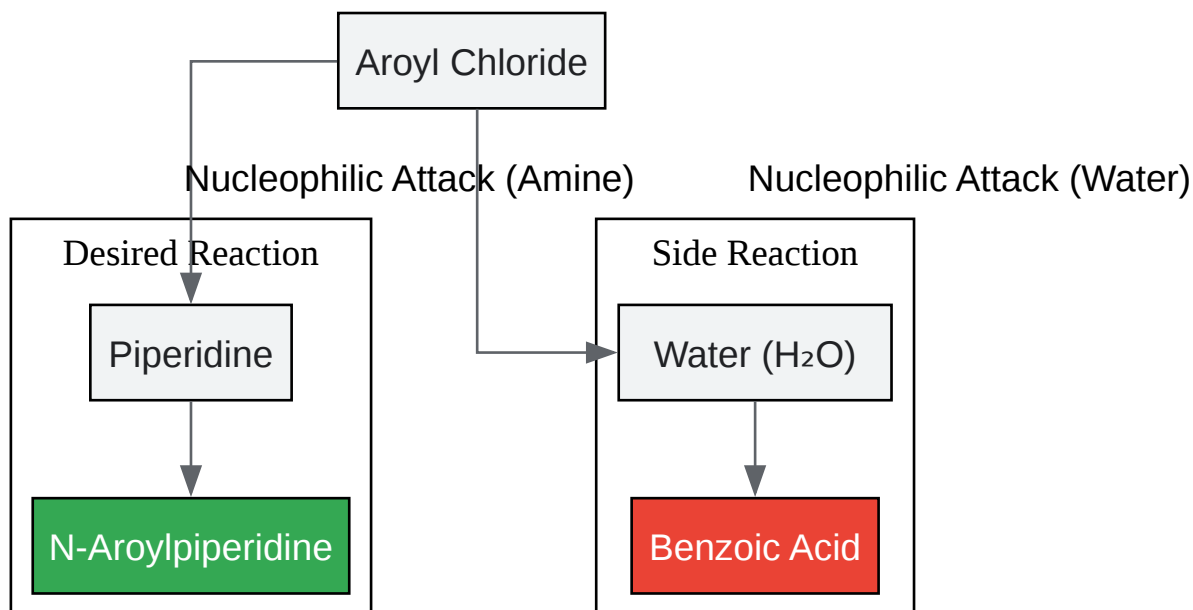 Aroyl Chloride
Nucleophilic Attack (Amine)
Nucleophilic Attack (Water)
Desired Reaction
Side Reaction
Piperidine
Water (H₂O)
N-Aroylpiperidine
Benzoic Acid